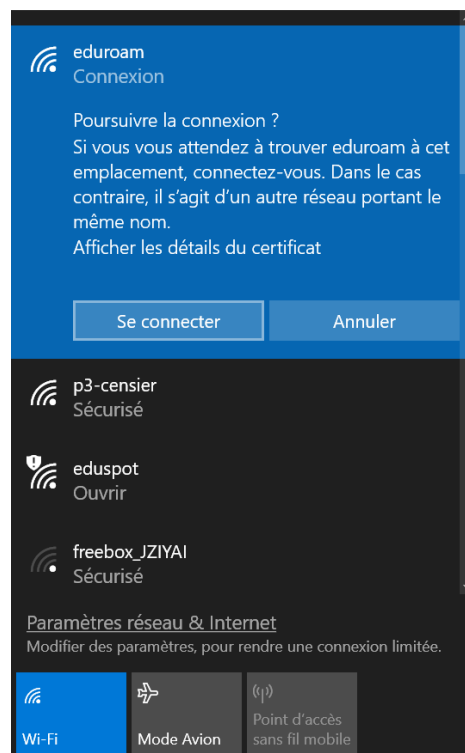 eduroam
Connexion
Poursuivre la connexion ?
Si vous vous attendez à trouver eduroam à cet
emplacement, connectez-vous. Dans le cas
contraire, il s'agit d'un autre réseau portant le
même nom.
Afficher les détails du certificat
Se connecter
Annuler
p3-censier
Sécurisé
eduspot
Ouvrir
freebox_JZIYAI
Sécurisé
Paramètres réseau & Internet
Modifier des paramètres, pour rendre une connexion limitée.
Wi-Fi
Mode Avion
Point d'accès
sans fil mobile